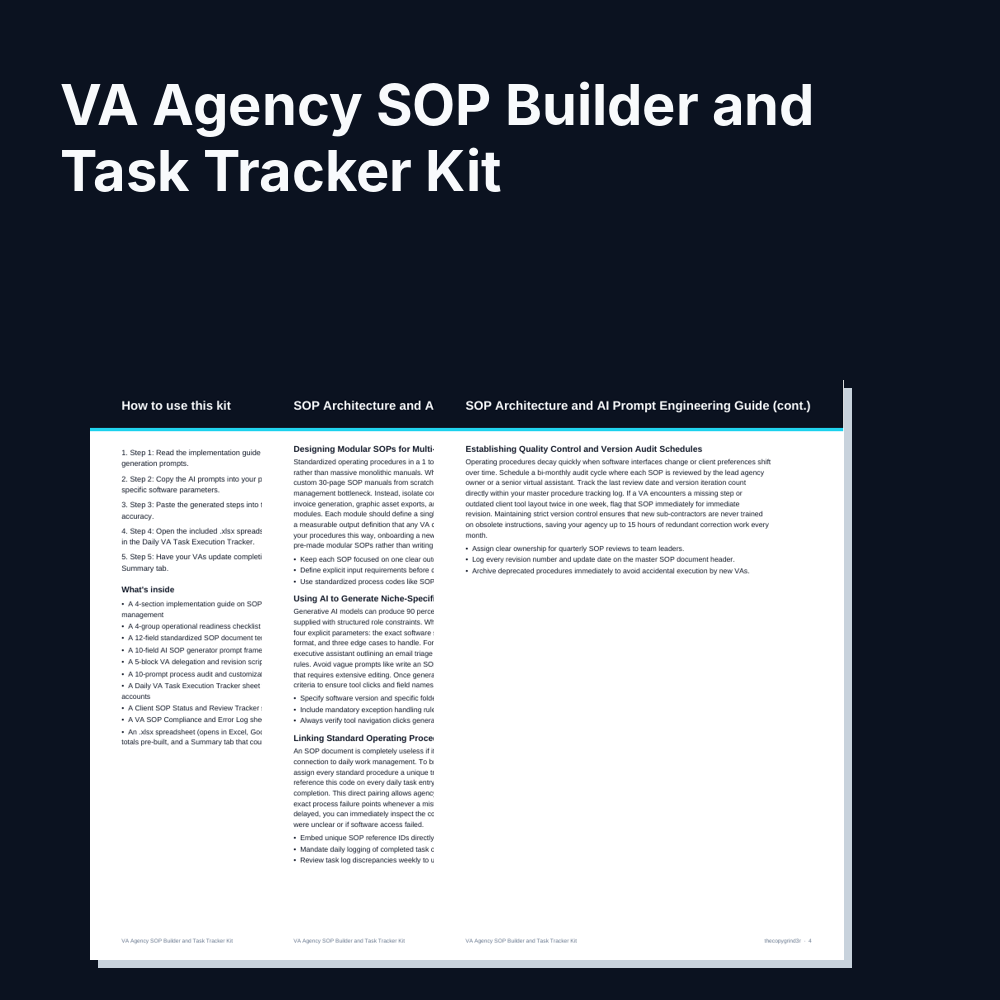 VA Agency SOP Builder and
Task Tracker Kit
How to use this kit
1. Step 1: Read the implementation guide
generation prompts.
2. Step 2: Copy the AI prompts into your p
specific software parameters.
3. Step 3: Paste the generated steps into
accuracy.
4. Step 4: Open the included .xlsx spreads
in the Daily VA Task Execution Tracker.
5. Step 5: Have your VAs update completi
Summary tab.
What's inside
• A 4-section implementation guide on SOP
management
• A 4-group operational readiness checklist
• A 12-field standardized SOP document
• A 10-field AI SOP generator prompt frame
• A 5-block VA delegation and revision scrip
• A 10-prompt process audit and customiza
• A Daily VA Task Execution Tracker sheet
accounts
• A Client SOP Status and Review Tracker
• A VA SOP Compliance and Error Log she
• An .xlsx spreadsheet (opens in Excel, Goo
totals pre-built, and a Summary tab that cou
VA Agency SOP Builder and Task Tracker Kit
SOP Architecture and A
Designing Modular SOPs for Multi-
Standardized operating procedures in a 1 to
rather than massive monolithic manuals. Wh
custom 30-page SOP manuals from scratch
management bottleneck. Instead, isolate co
invoice generation, graphic asset exports, a
modules. Each module should define a singl
a measurable output definition that any VA c
your procedures this way, onboarding a new
pre-made modular SOPs rather than writing
• Keep each SOP focused on one clear out
• Define explicit input requirements before
• Use standardized process codes like SOP
Using AI to Generate Niche-Specifi
Generative AI models can produce 90 perce
supplied with structured role constraints. Wh
four explicit parameters: the exact software
format, and three edge cases to handle. For
executive assistant outlining an email triage
rules. Avoid vague prompts like write an SO
that requires extensive editing. Once genera
criteria to ensure tool clicks and field names
• Specify software version and specific folde
• Include mandatory exception handling rule
• Always verify tool navigation clicks genera
Linking Standard Operating Proce
An SOP document is completely useless if i
connection to daily work management. To b
assign every standard procedure a unique t
reference this code on every daily task entry
completion. This direct pairing allows agency
exact process failure points whenever a mis
delayed, you can immediately inspect the co
were unclear or if software access failed.
• Embed unique SOP reference IDs directly
• Mandate daily logging of completed task
• Review task log discrepancies weekly to u
VA Agency SOP Builder and Task Tracker Kit
SOP Architecture and AI Prompt Engineering Guide (cont.)
Establishing Quality Control and Version Audit Schedules
Operating procedures decay quickly when software interfaces change or client preferences shift
over time. Schedule a bi-monthly audit cycle where each SOP is reviewed by the lead agency
owner or a senior virtual assistant. Track the last review date and version iteration count
directly within your master procedure tracking log. If a VA encounters a missing step or
outdated client tool layout twice in one week, flag that SOP immediately for immediate
revision. Maintaining strict version control ensures that new sub-contractors are never trained
on obsolete instructions, saving your agency up to 15 hours of redundant correction work every
month.
• Assign clear ownership for quarterly SOP reviews to team leaders.
• Log every revision number and update date on the master SOP document header.
• Archive deprecated procedures immediately to avoid accidental execution by new VAs.
VA Agency SOP Builder and Task Tracker Kit
thecopygrind3r · 4